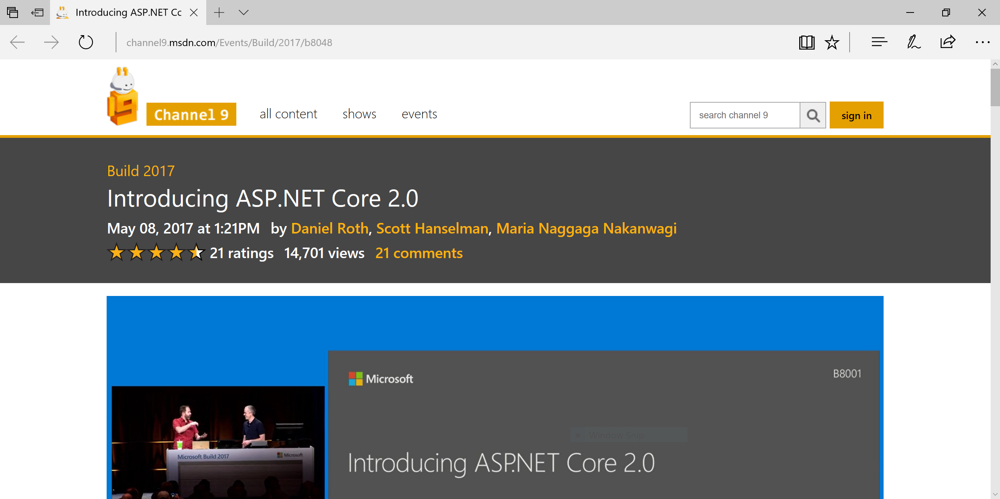 Introducing ASP.NET Cc
channel9.msdn.com/Events/Build/2017/b8048
Channel 9
all content
shows
events
search channel 9
sign in
Build 2017
Introducing ASP.NET Core 2.0
May 08, 2017 at 1:21PM by Daniel Roth, Scott Hanselman, Maria Naggaga Nakanwagi
21 ratings 14,701 views 21 comments
Microsoft
B8001
Window Snip
Microsoft Build 2017
Microsoft
Introducing ASP.NET Core 2.0